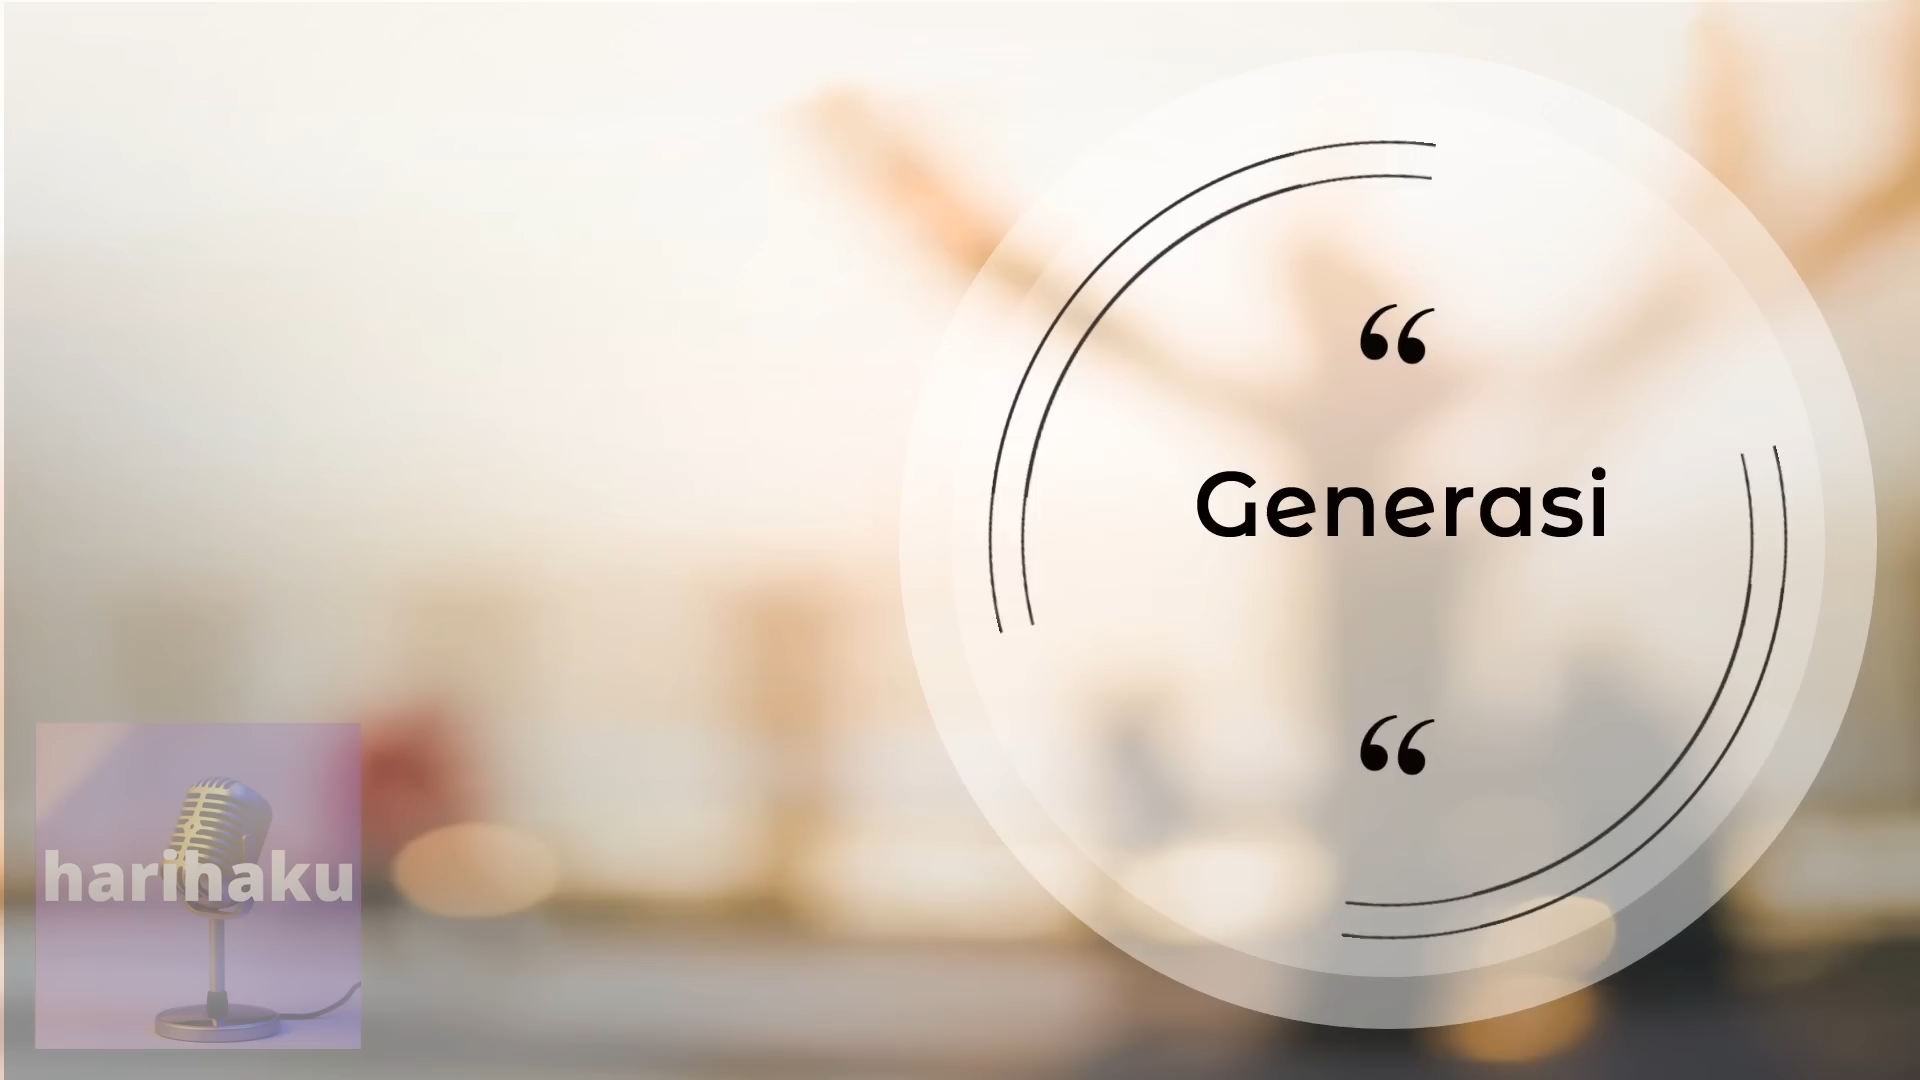 “
Generasi
“
harihaku